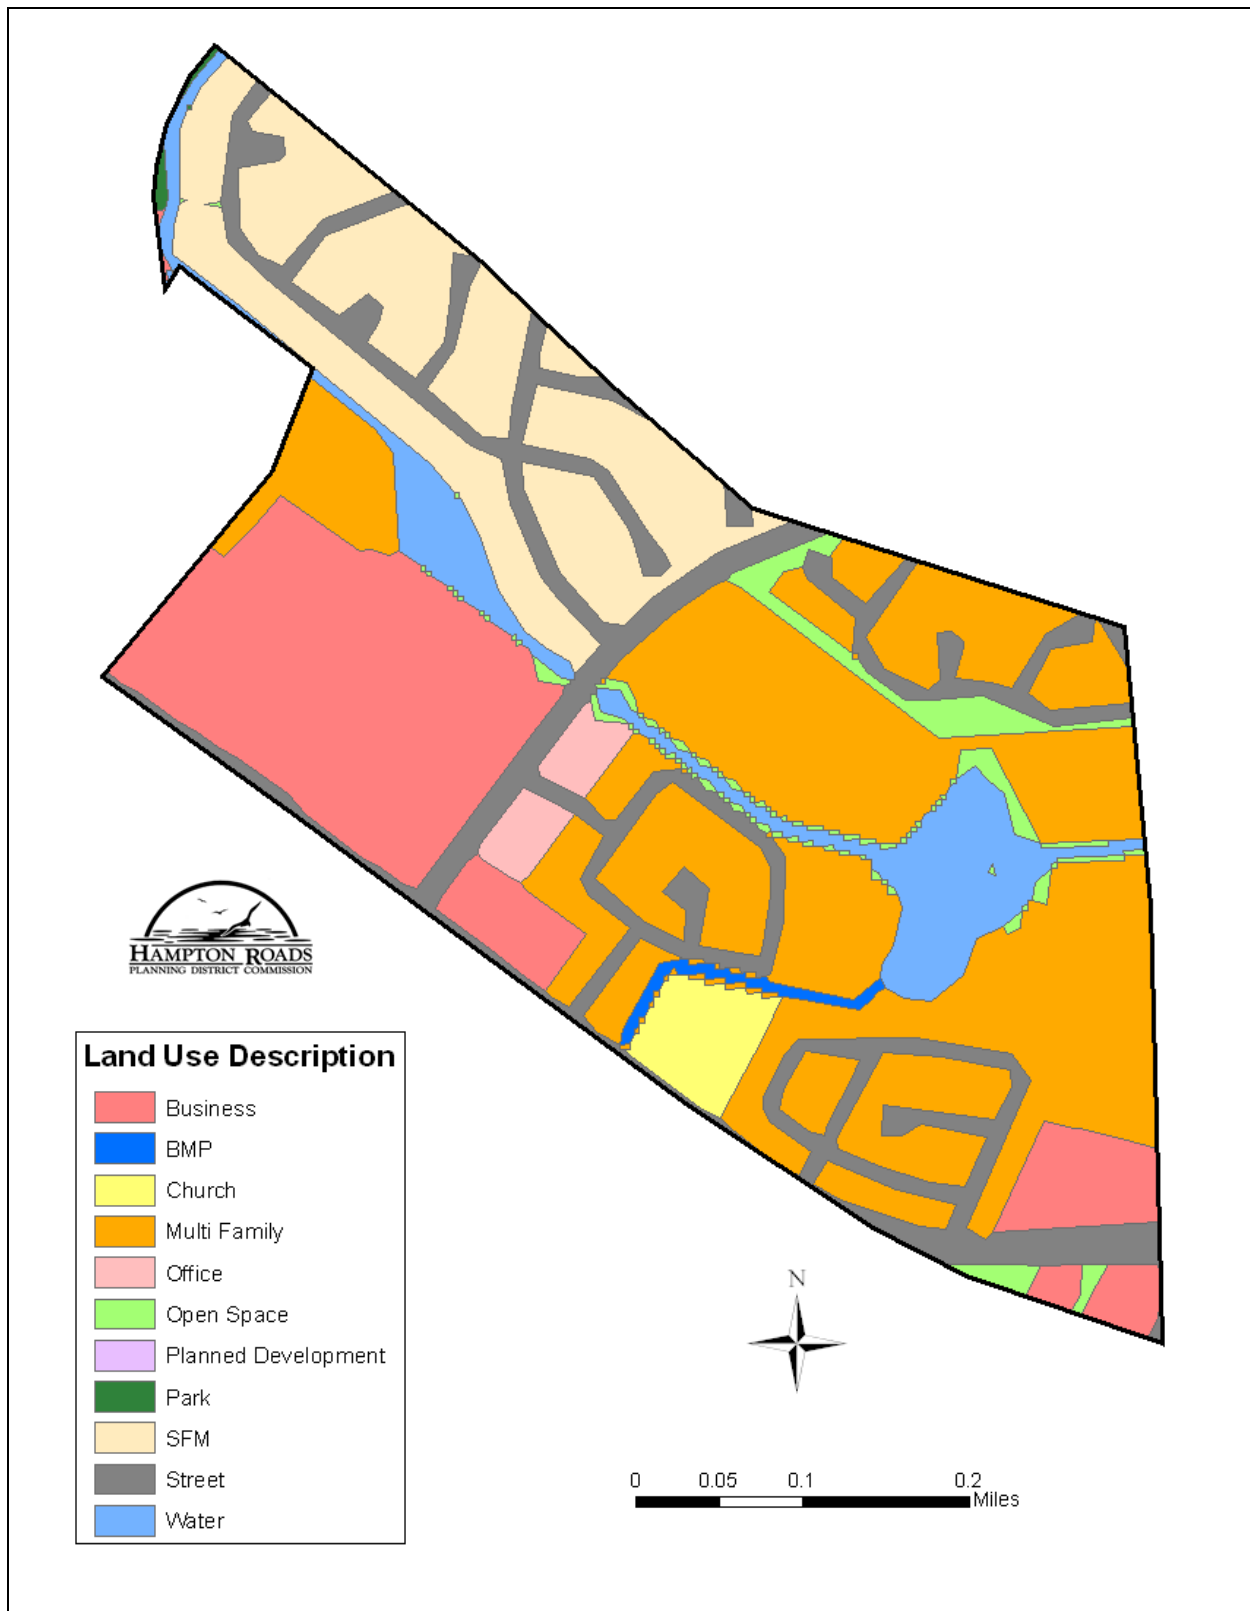 HAMPTON ROADS
PLANNING DISTRICT COMMISSION
Land Use Description
Business
BMP
Church
Multi Family
Office
Open Space
Planned Development
Park
SFM
Street
Water
N
0 0.05 0.1 0.2
Miles